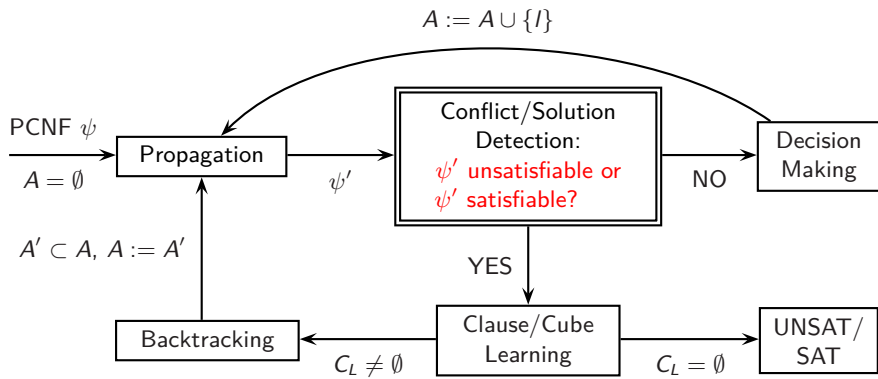 A := A ∪ {l}
PCNF ψ
A = ∅
Propagation
ψ′
Conflict/Solution
Detection:
ψ′ unsatisfiable or
ψ′ satisfiable?
NO
Decision
Making
A′ ⊂ A, A := A′
YES
Backtracking
C_L ≠ ∅
Clause/Cube
Learning
C_L = ∅
UNSAT/
SAT